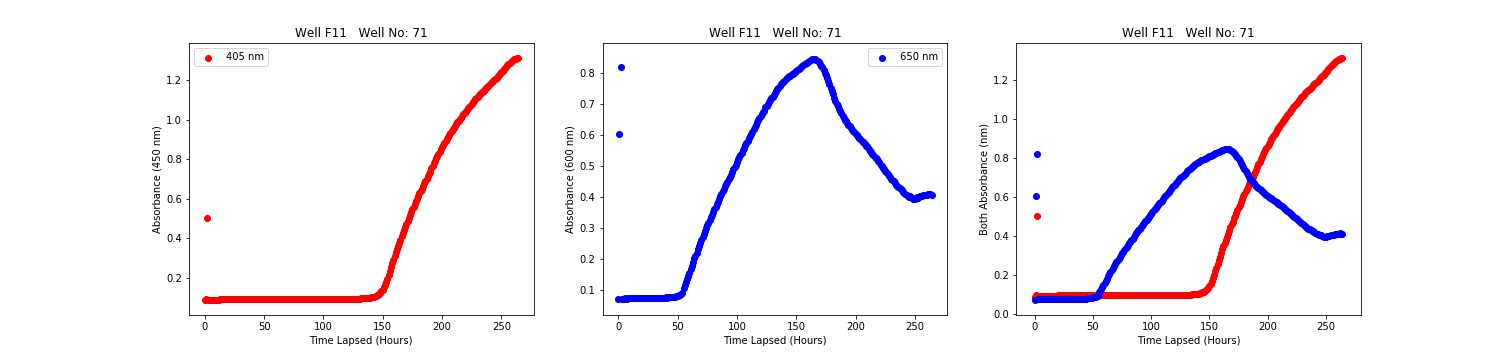 Well F11 Well No: 71
405 nm
1.2
1.0
0.8
0.6
0.4
0.2
Absorbance (450 nm)
0 50 100 150 200 250
Time Lapsed (Hours)
Well F11 Well No: 71
650 nm
0.8
0.7
0.6
0.5
0.4
0.3
0.2
0.1
Absorbance (600 nm)
0 50 100 150 200 250
Time Lapsed (Hours)
Well F11 Well No: 71
1.2
1.0
0.8
0.6
0.4
0.2
0.0
Both Absorbance (nm)
0 50 100 150 200 250
Time Lapsed (Hours)